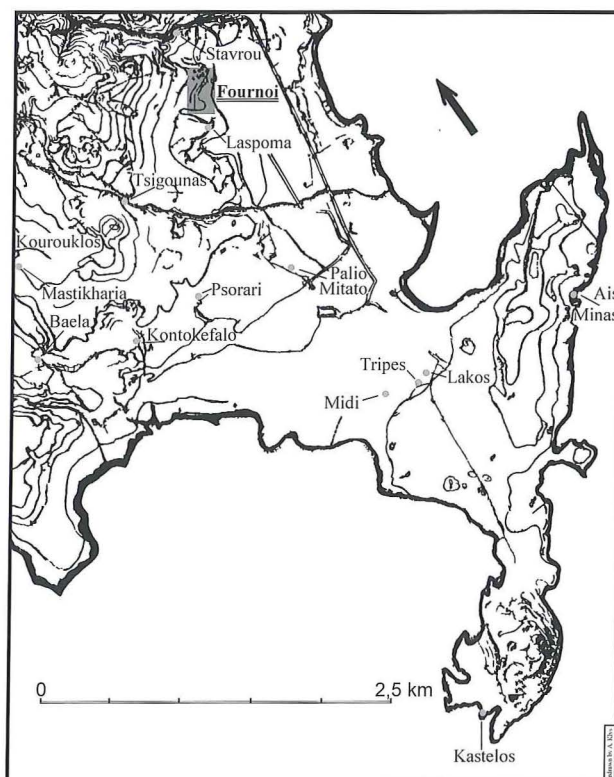 Stavrou
Fournoi
Laspoma
Tsigounas
Kourouklos
Mastikharia
Palio
Mitato
Psorari
Ais
Minas
Baela
Kontokefalo
Tripes
Lakos
Midi
0 2,5 km
Kastelos